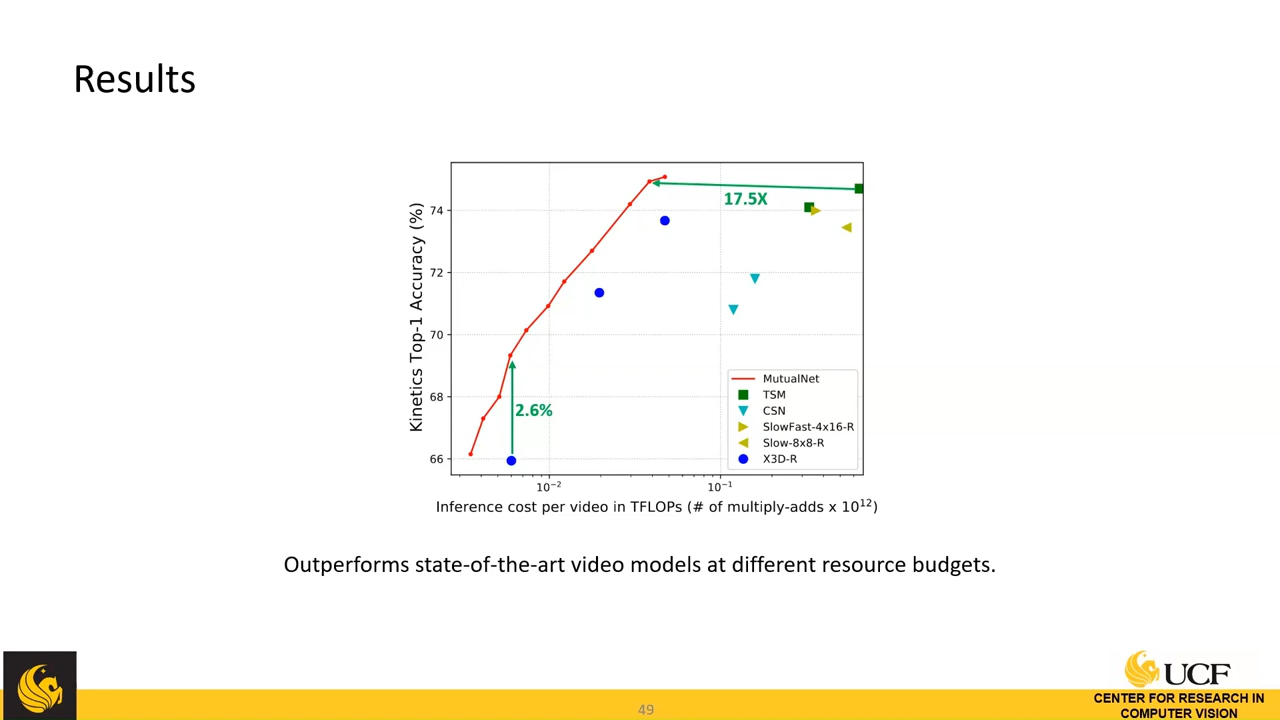 Results
Kinetics Top-1 Accuracy (%)
74
72
70
68
66
17.5X
2.6%
MutualNet
TSM
CSN
SlowFast-4x16-R
Slow-8x8-R
X3D-R
10⁻² 10⁻¹
Inference cost per video in TFLOPs (# of multiply-adds x 10¹²)
Outperforms state-of-the-art video models at different resource budgets.
UCF
CENTER FOR RESEARCH IN
COMPUTER VISION
49